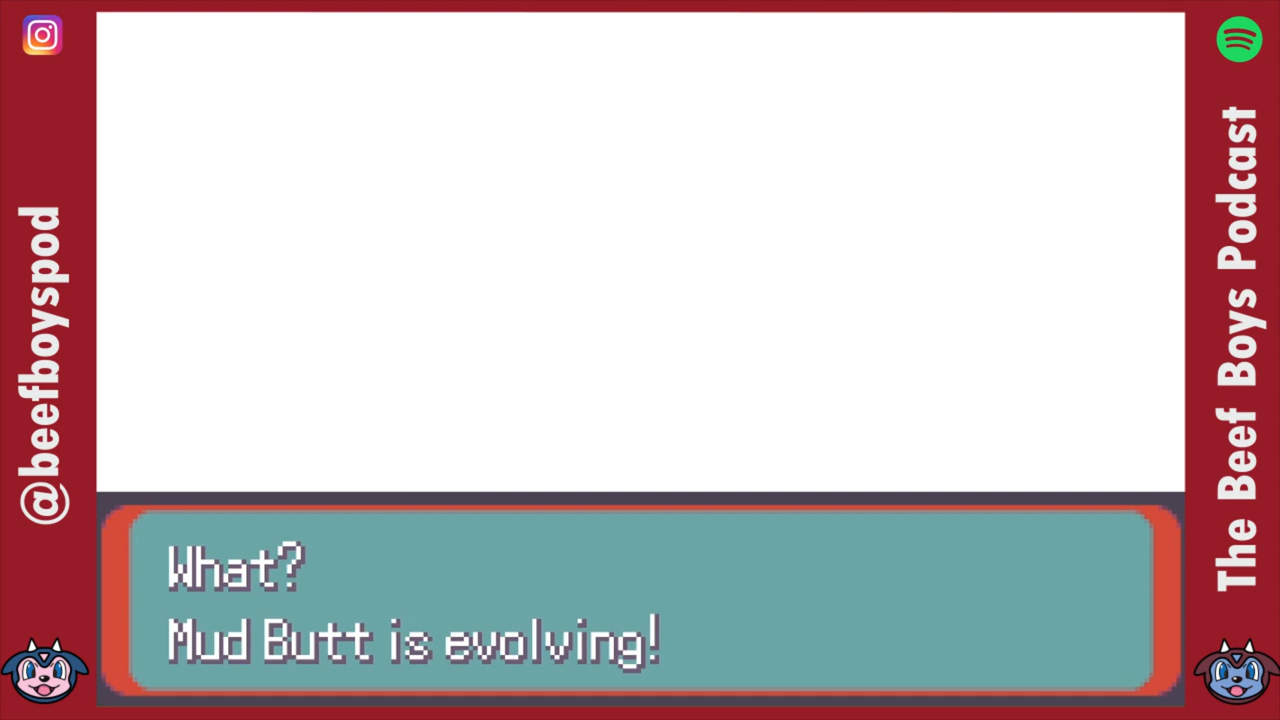 @beefboyspod
What?
Mud Butt is evolving!
The Beef Boys Podcast